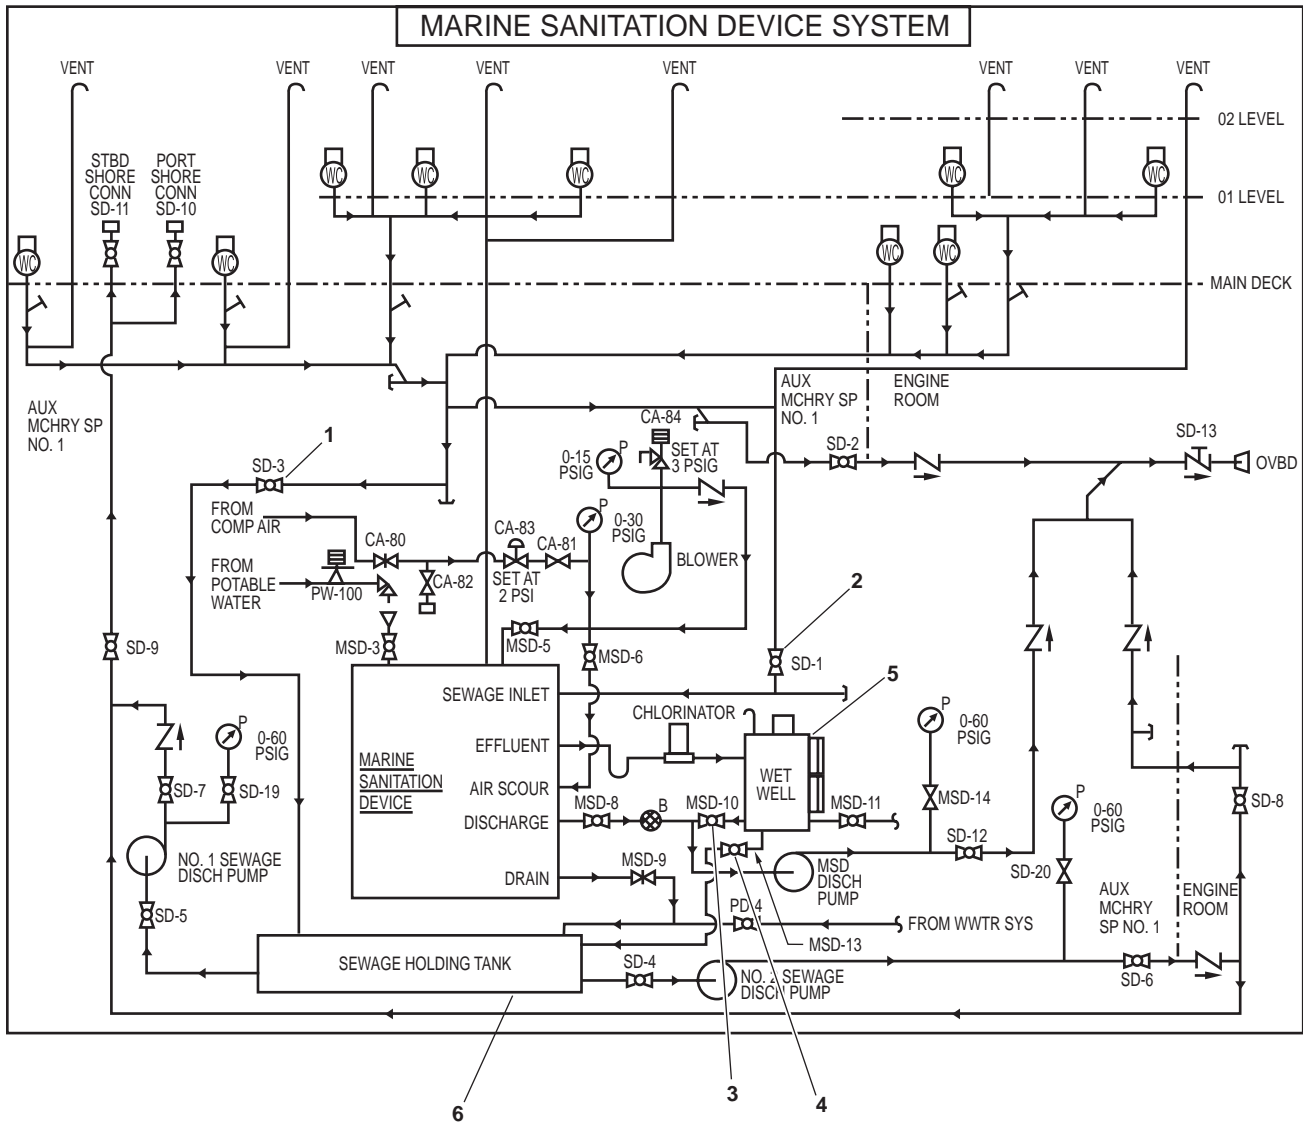 MARINE SANITATION DEVICE SYSTEM
VENT
VENT
VENT
VENT
VENT
VENT
VENT
VENT
02 LEVEL
STBD
SHORE
CONN
SD-11
PORT
SHORE
CONN
SD-10
WC
WC
WC
WC
WC
01 LEVEL
WC
WC
WC
WC
MAIN DECK
AUX
MCHRY SP
NO. 1
AUX
MCHRY SP
NO. 1
ENGINE
ROOM
1
SD-3
CA-84
SET AT
3 PSIG
0-15
PSIG
P
SD-2
SD-13
OVBD
FROM
COMP AIR
CA-80
CA-83
CA-81
P
0-30
PSIG
BLOWER
FROM
POTABLE
WATER
PW-100
CA-82
SET AT
2 PSI
2
SD-9
MSD-3
MSD-5
MSD-6
SD-1
SEWAGE INLET
5
CHLORINATOR
P
0-60
PSIG
EFFLUENT
P
0-60
PSIG
MARINE
SANITATION
DEVICE
AIR SCOUR
WET
WELL
SD-7
SD-19
MSD-8
B
MSD-10
MSD-11
MSD-14
P
0-60
PSIG
SD-8
DISCHARGE
SD-12
NO. 1 SEWAGE
DISCH PUMP
MSD-9
MSD
DISCH
PUMP
SD-20
DRAIN
AUX
MCHRY
SP NO. 1
ENGINE
ROOM
SD-5
PD-4
FROM WWTR SYS
MSD-13
SEWAGE HOLDING TANK
SD-4
NO. 2 SEWAGE
DISCH PUMP
SD-6
3
4
6